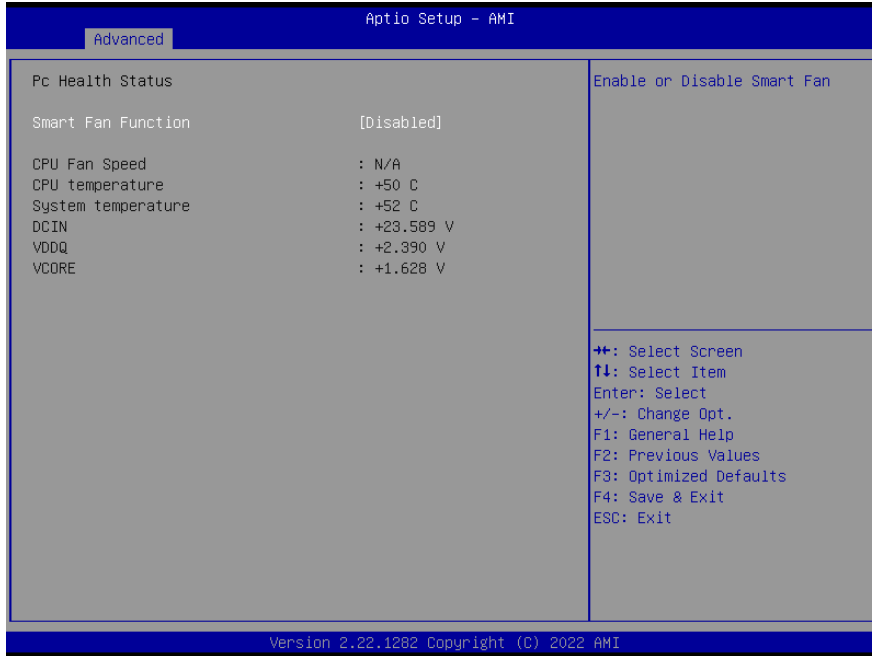 Aptio Setup – AMI
Advanced
Pc Health Status
Smart Fan Function [Disabled]
CPU Fan Speed : N/A
CPU temperature : +50 C
System temperature : +52 C
DCIN : +23.589 V
VDDQ : +2.390 V
VCORE : +1.628 V
Enable or Disable Smart Fan
→←: Select Screen
↑↓: Select Item
Enter: Select
+/-: Change Opt.
F1: General Help
F2: Previous Values
F3: Optimized Defaults
F4: Save & Exit
ESC: Exit
Version 2.22.1282 Copyright (C) 2022 AMI